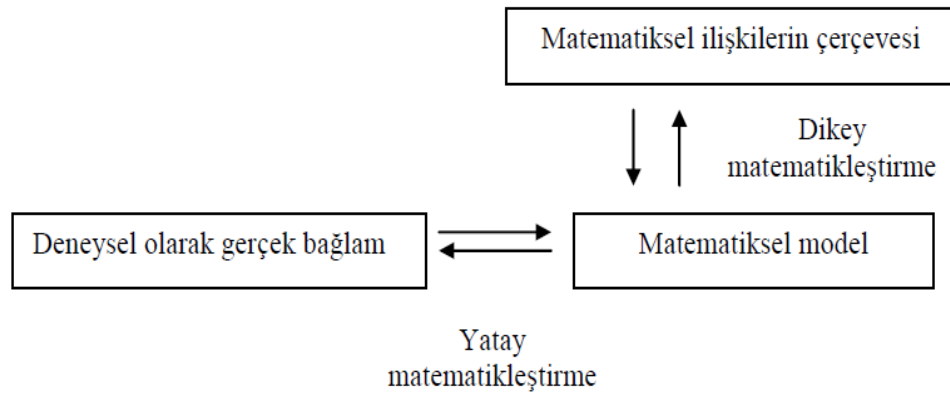 Matematiksel ilişkilerin çerçevesi
Dikey
matematikleştirme
Deneysel olarak gerçek bağlam
Matematiksel model
Yatay
matematikleştirme